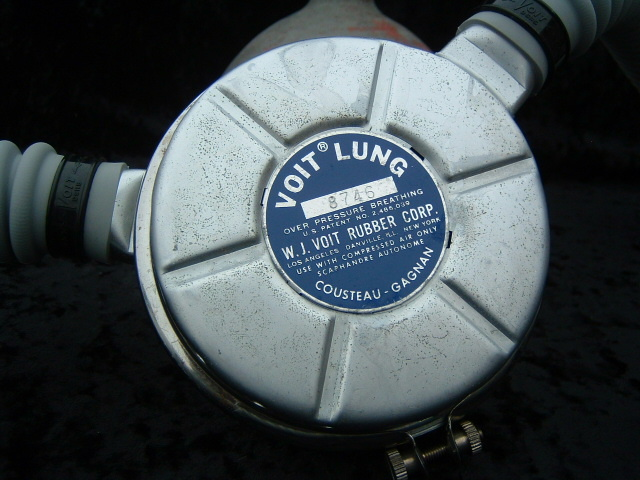 VOIT® LUNG
8746
OVER PRESSURE BREATHING
U.S. PATENT NO. 2,485,039
W. J. VOIT RUBBER CORP.
LOS ANGELES DANVILLE ILL. NEW YORK
USE WITH COMPRESSED AIR ONLY
SCAPHANDRE AUTONOME
COUSTEAU - GAGNAN